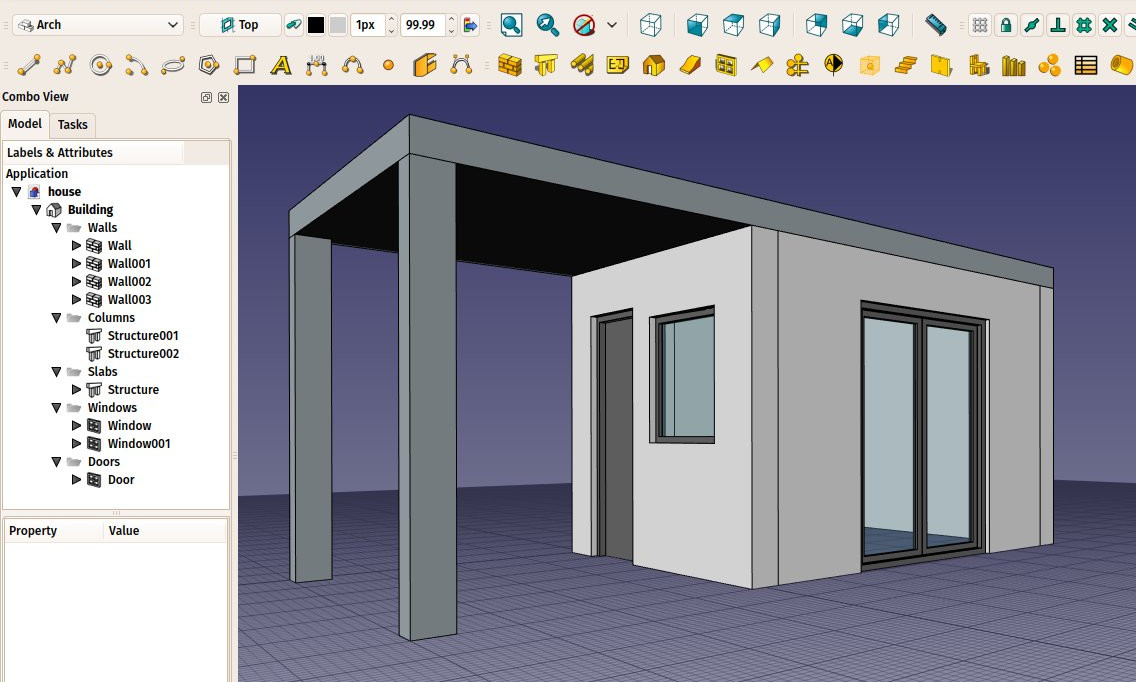 Arch
Top
1px
99.99
Combo View
Model
Tasks
Labels & Attributes
Application
house
Building
Walls
Wall
Wall001
Wall002
Wall003
Columns
Structure001
Structure002
Slabs
Structure
Windows
Window
Window001
Doors
Door
Property
Value